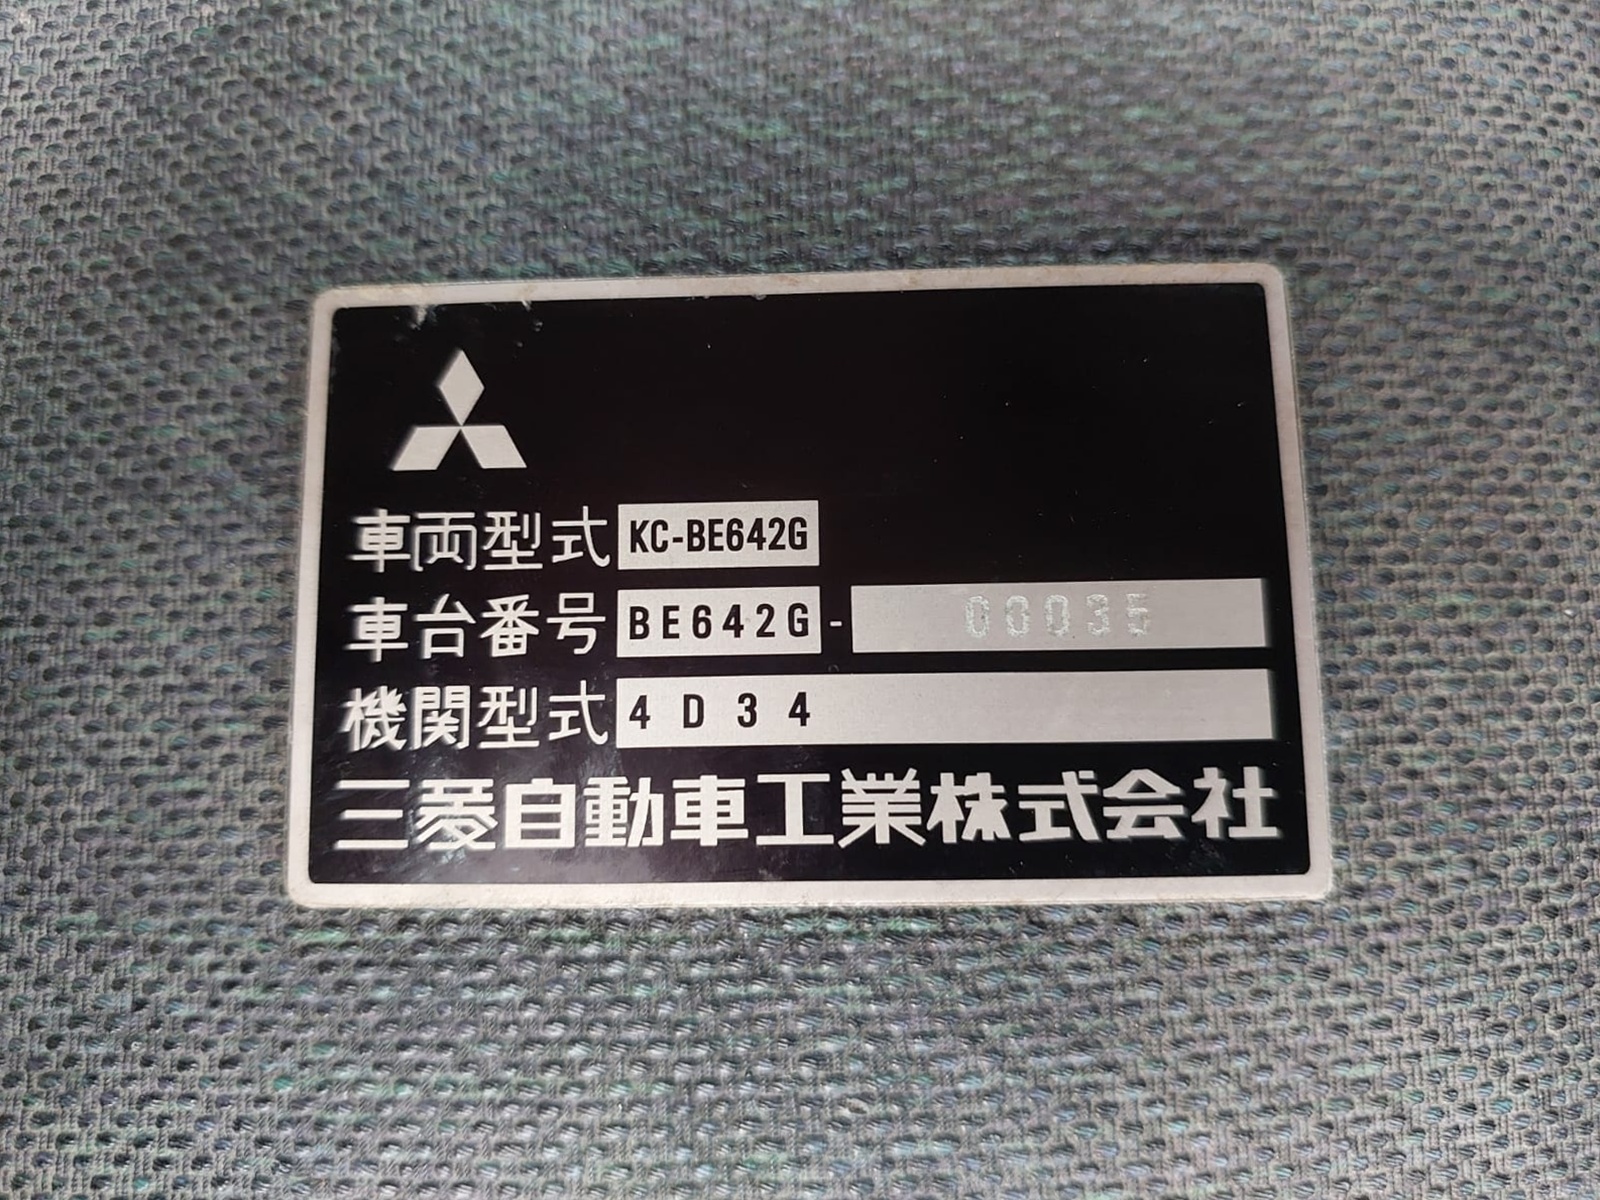 車両型式 KC-BE642G
車台番号 BE642G- 00035
機関型式 4D34
三菱自動車工業株式会社